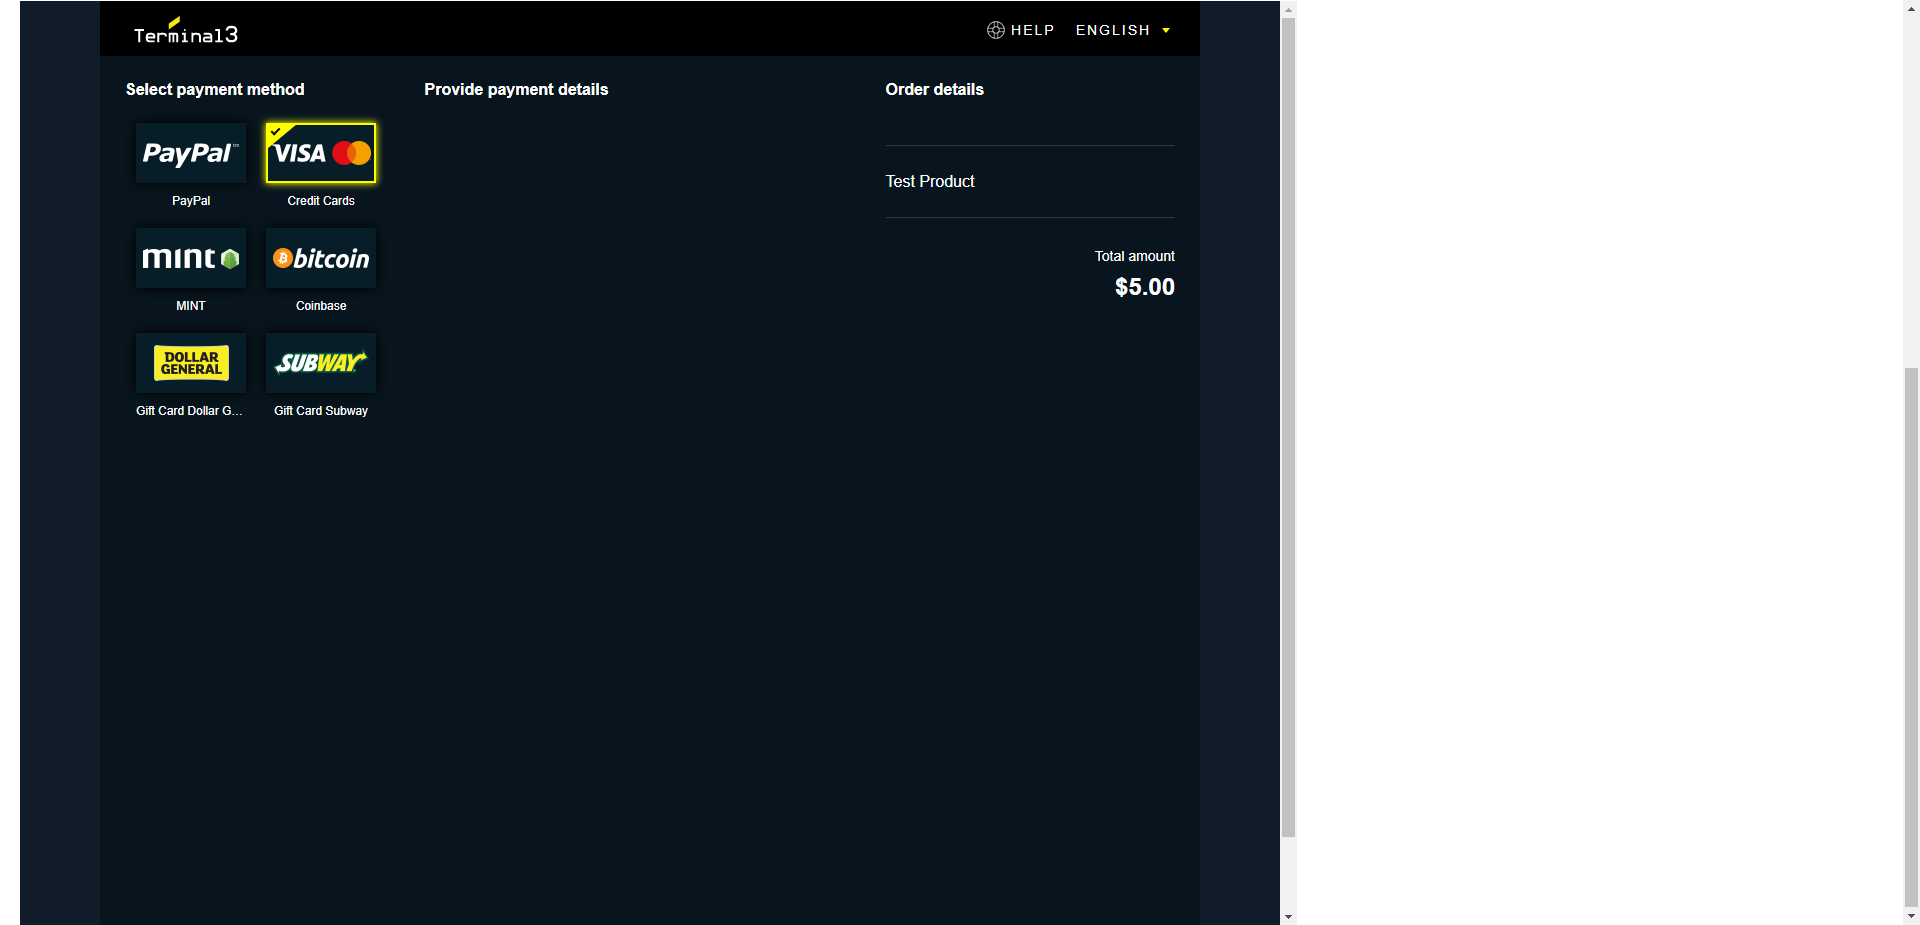 Terminal3
HELP
ENGLISH
Select payment method
Provide payment details
Order details
PayPal™
VISA
PayPal
Credit Cards
mint
bitcoin
MINT
Coinbase
DOLLAR
GENERAL
SUBWAY
Gift Card Dollar G...
Gift Card Subway
Test Product
Total amount
$5.00